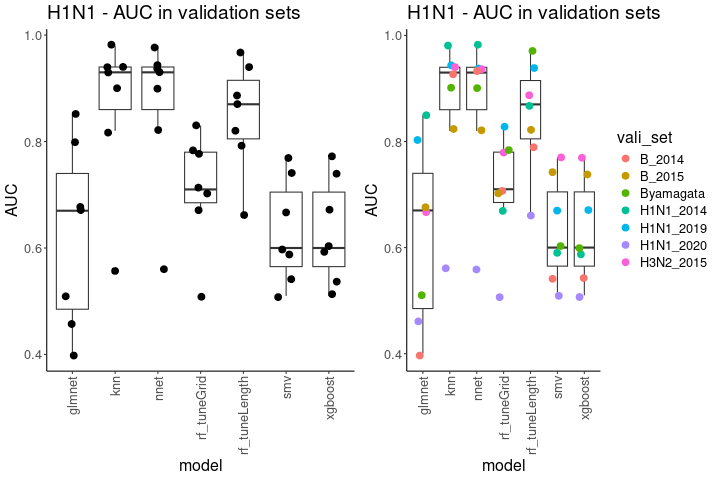 H1N1 - AUC in validation sets
AUC
1.0
0.8
0.6
0.4
glmnet
knn
nnet
rf_tuneGrid
rf_tuneLength
smv
xgboost
model
H1N1 - AUC in validation sets
AUC
1.0
0.8
0.6
0.4
glmnet
knn
nnet
rf_tuneGrid
rf_tuneLength
smv
xgboost
model
vali_set
B_2014
B_2015
Byamagata
H1N1_2014
H1N1_2019
H1N1_2020
H3N2_2015